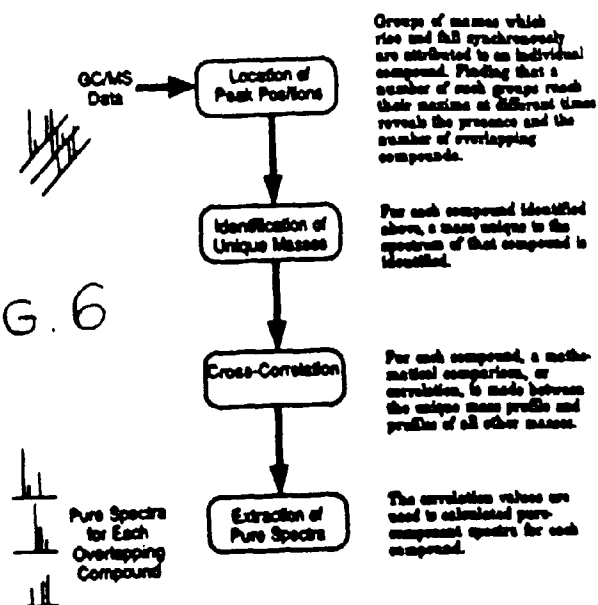 GC/MS
Data
Location of
Peak Positions
Groups of masses which
rise and fall synchronously
are attributed to an individual
compound. Finding that a
number of such groups reach
their maxima at different times
reveals the presence and the
number of overlapping
compounds.
Identification of
Unique Masses
For each compound identified
above, a mass unique to the
spectrum of that compound is
identified.
G. 6
Cross-Correlation
For each compound, a mathe-
matical comparison, or
correlation, is made between
the unique mass profile and
profiles of all other masses.
Pure Spectra
for Each
Overlapping
Compound
Extraction of
Pure Spectra
The correlation values are
used to calculated pure-
component spectra for each
compound.